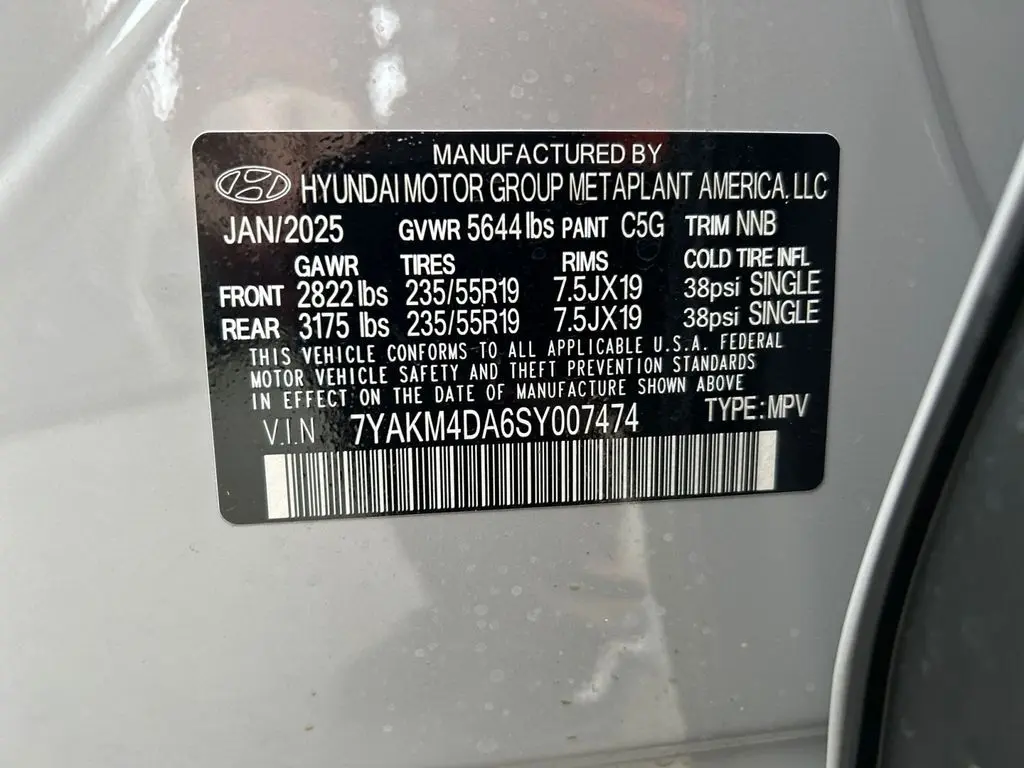 MANUFACTURED BY
HYUNDAI MOTOR GROUP METAPLANT AMERICA, LLC
JAN/2025 GVWR 5644 lbs PAINT C5G TRIM NNB
GAWR TIRES RIMS COLD TIRE INFL
FRONT 2822 lbs 235/55R19 7.5JX19 38psi SINGLE
REAR 3175 lbs 235/55R19 7.5JX19 38psi SINGLE
THIS VEHICLE CONFORMS TO ALL APPLICABLE U.S.A. FEDERAL
MOTOR VEHICLE SAFETY AND THEFT PREVENTION STANDARDS
IN EFFECT ON THE DATE OF MANUFACTURE SHOWN ABOVE
V.I.N 7YAKM4DA6SY007474 TYPE: MPV